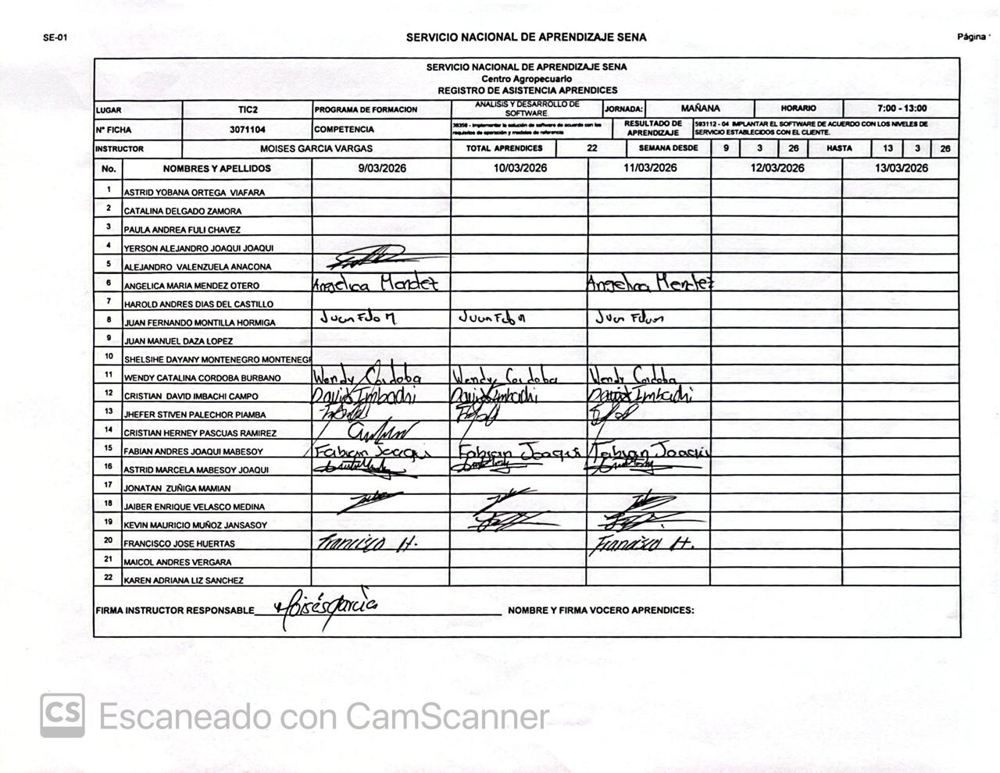 SE-01 SERVICIO NACIONAL DE APRENDIZAJE SENA Página
SERVICIO NACIONAL DE APRENDIZAJE SENA
Centro Agropecuario
REGISTRO DE ASISTENCIA APRENDICES
LUGAR TIC2 PROGRAMA DE FORMACION ANALISIS Y DESARROLLO DE SOFTWARE JORNADA: MAÑANA HORARIO 7:00 - 13:00
Nº FICHA 3071104 COMPETENCIA 38358 - Implementar la solución de software de acuerdo con los requisitos de operación y modelos de referencia RESULTADO DE APRENDIZAJE 593112 - 04 IMPLANTAR EL SOFTWARE DE ACUERDO CON LOS NIVELES DE SERVICIO ESTABLECIDOS CON EL CLIENTE.
INSTRUCTOR MOISES GARCIA VARGAS TOTAL APRENDICES 22 SEMANA DESDE 9 3 26 HASTA 13 3 26
No. NOMBRES Y APELLIDOS 9/03/2026 10/03/2026 11/03/2026 12/03/2026 13/03/2026
1 ASTRID YOBANA ORTEGA VIAFARA
2 CATALINA DELGADO ZAMORA
3 PAULA ANDREA FULI CHAVEZ
4 YERSON ALEJANDRO JOAQUI JOAQUI
5 ALEJANDRO VALENZUELA ANACONA
6 ANGELICA MARIA MENDEZ OTERO Angelica Mendez Angelica Mendez
7 HAROLD ANDRES DIAS DEL CASTILLO
8 JUAN FERNANDO MONTILLA HORMIGA Juan Fdo M Juan Fdo M Juan Fdo M
9 JUAN MANUEL DAZA LOPEZ
10 SHELSIHE DAYANY MONTENEGRO MONTENEGR
11 WENDY CATALINA CORDOBA BURBANO Wendy Cordoba Wendy Cordoba Wendy Cordoba
12 CRISTIAN DAVID IMBACHI CAMPO David Imbachi David Imbachi David Imbachi
13 JHEFER STIVEN PALECHOR PIAMBA
14 CRISTIAN HERNEY PASCUAS RAMIREZ
15 FABIAN ANDRES JOAQUI MABESOY Fabian Joaqui Fabian Joaqui Fabian Joaqui
16 ASTRID MARCELA MABESOY JOAQUI
17 JONATAN ZUÑIGA MAMIAN
18 JAIBER ENRIQUE VELASCO MEDINA
19 KEVIN MAURICIO MUÑOZ JANSASOY
20 FRANCISCO JOSE HUERTAS Francisco H. Francisco H.
21 MAICOL ANDRES VERGARA
22 KAREN ADRIANA LIZ SANCHEZ
FIRMA INSTRUCTOR RESPONSABLE Moisés García NOMBRE Y FIRMA VOCERO APRENDICES:
CS Escaneado con CamScanner